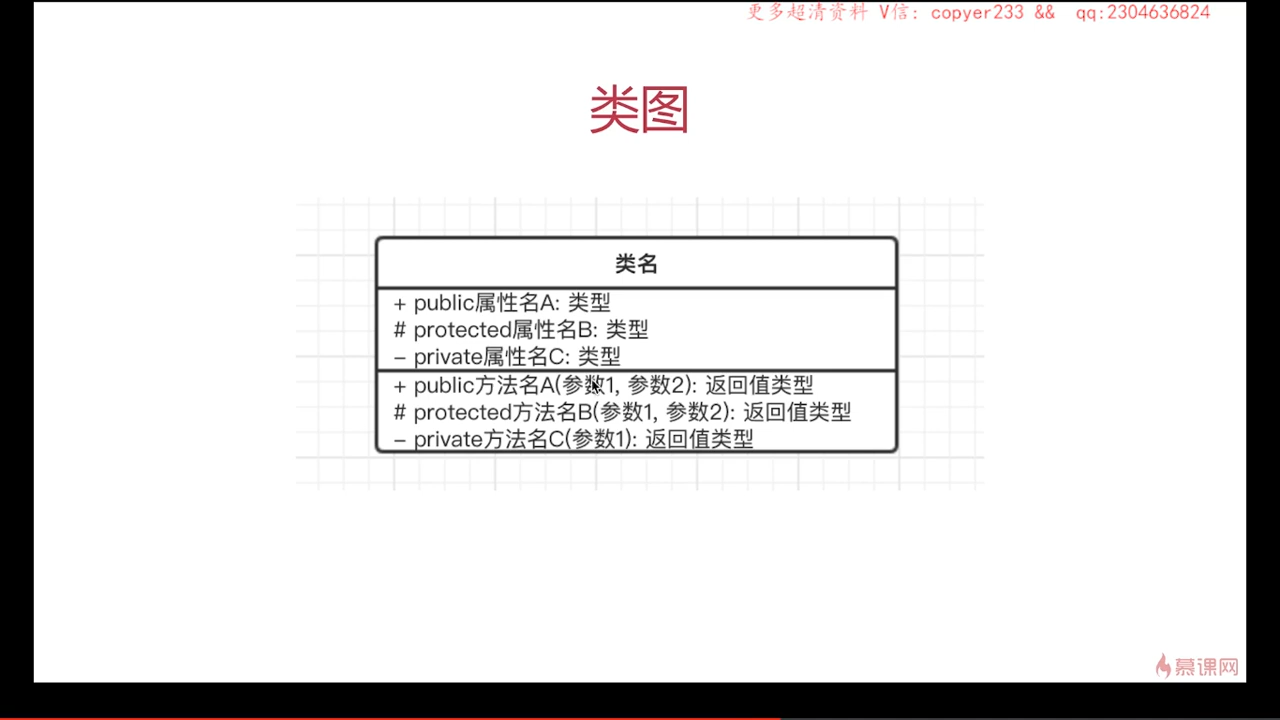 更多超清资料 V信: copyer233 && qq:2304636824
类图
类名
+ public属性名A: 类型
# protected属性名B: 类型
– private属性名C: 类型
+ public方法名A(参数1, 参数2): 返回值类型
# protected方法名B(参数1, 参数2): 返回值类型
– private方法名C(参数1): 返回值类型
慕课网